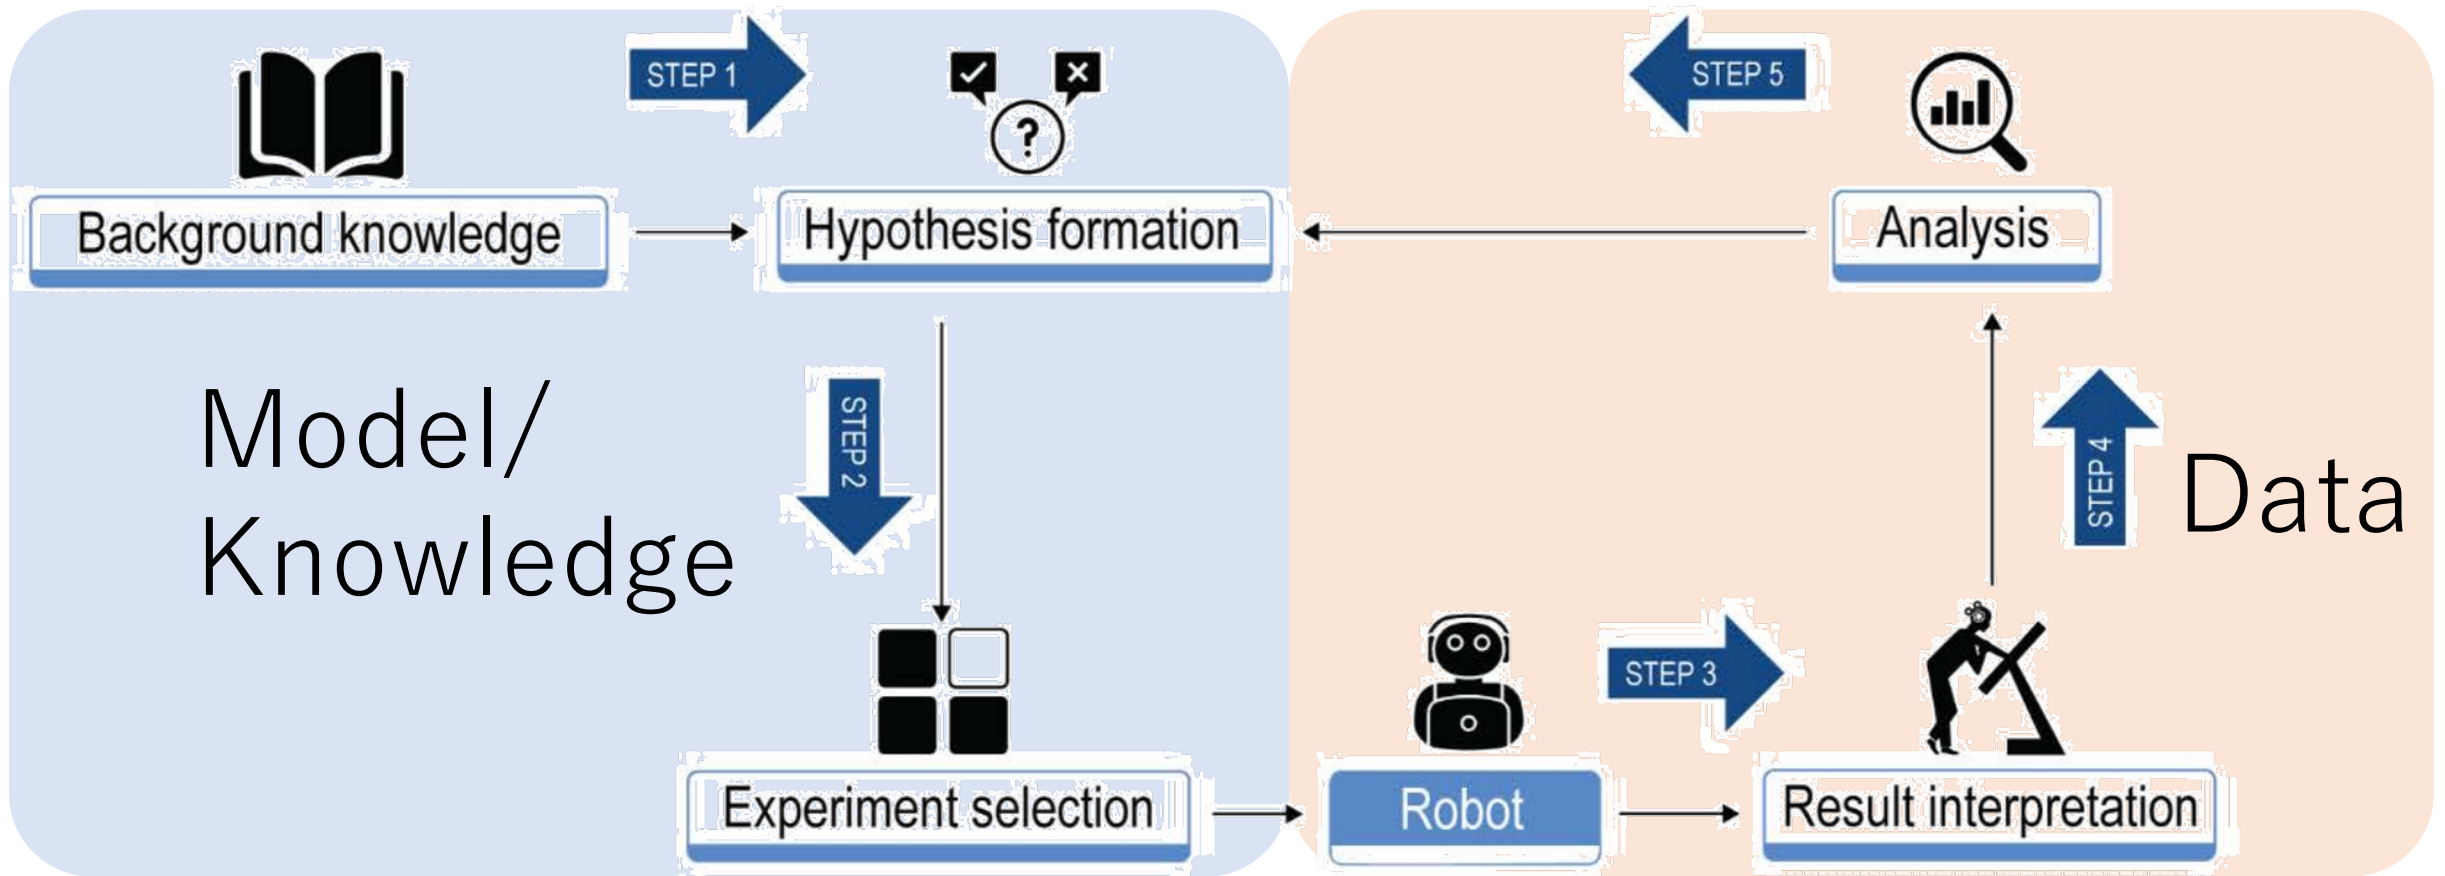 STEP 1
STEP 5
Background knowledge
Hypothesis formation
Analysis
Model/
Knowledge
STEP 2
STEP 4
Data
STEP 3
Experiment selection
Robot
Result interpretation